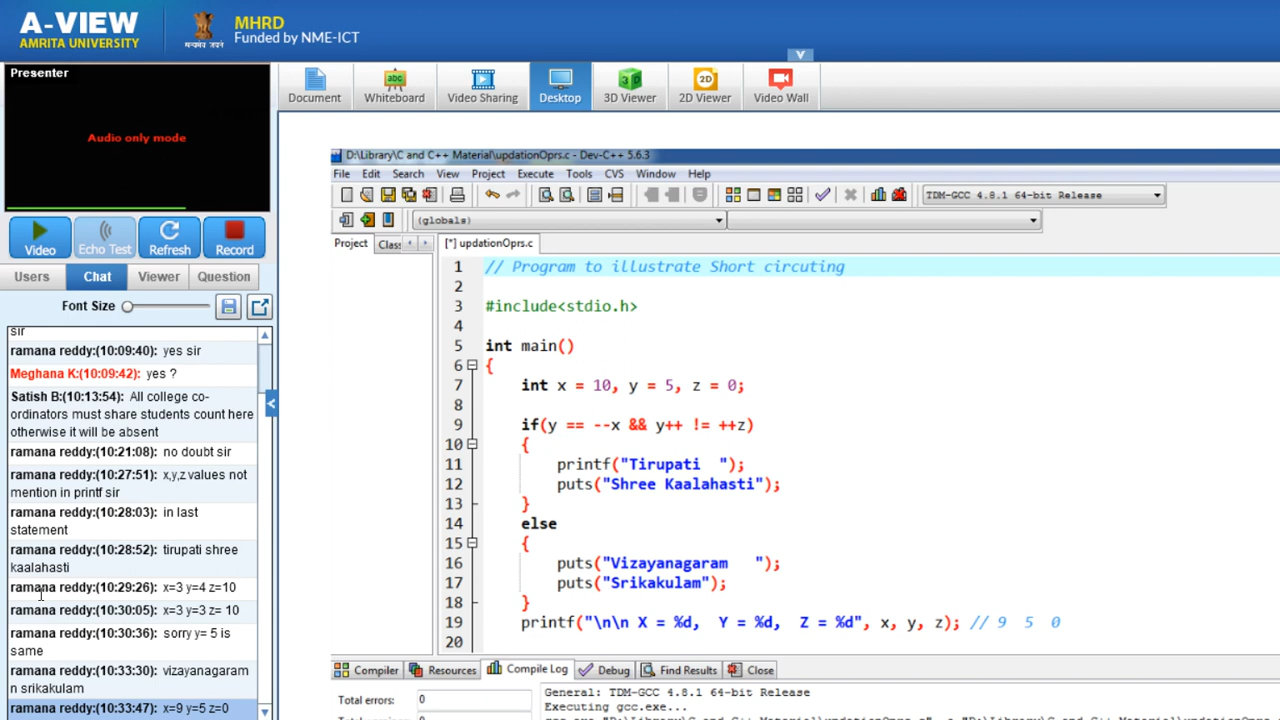 A-VIEW
AMRITA UNIVERSITY
MHRD
Funded by NME-ICT
Presenter
Audio only mode
Video
Echo Test
Refresh
Record
Users
Chat
Viewer
Question
Font Size
sir
ramana reddy:(10:09:40): yes sir
Meghana K:(10:09:42): yes ?
Satish B:(10:13:54): All college co-
ordinators must share students count here
otherwise it will be absent
ramana reddy:(10:21:08): no doubt sir
ramana reddy:(10:27:51): x,y,z values not
mention in printf sir
ramana reddy:(10:28:03): in last
statement
ramana reddy:(10:28:52): tirupati shree
kaalahasti
ramana reddy:(10:29:26): x=3 y=4 z=10
ramana reddy:(10:30:05): x=3 y=3 z= 10
ramana reddy:(10:30:36): sorry y= 5 is
same
ramana reddy:(10:33:30): vizayanagaram
n srikakulam
ramana reddy:(10:33:47): x=9 y=5 z=0
Document
abc
Whiteboard
Video Sharing
Desktop
3D
3D Viewer
2D
2D Viewer
Video Wall
D:\Library\C and C++ Material\updationOprs.c - Dev-C++ 5.6.3
File Edit Search View Project Execute Tools CVS Window Help
TDM-GCC 4.8.1 64-bit Release
(globals)
Project Clas
[*] updationOprs.c
1 // Program to illustrate Short circuting
2
3 #include<stdio.h>
4
5 int main()
6 {
7 int x = 10, y = 5, z = 0;
8
9 if(y == --x && y++ != ++z)
10 {
11 printf("Tirupati ");
12 puts("Shree Kaalahasti");
13 }
14 else
15 {
16 puts("Vizayanagaram ");
17 puts("Srikakulam");
18 }
19 printf("\n\n X = %d, Y = %d, Z = %d", x, y, z); // 9 5 0
20
Compiler Resources Compile Log Debug Find Results Close
Total errors: 0
General: TDM-GCC 4.8.1 64-bit Release
Executing gcc.exe...